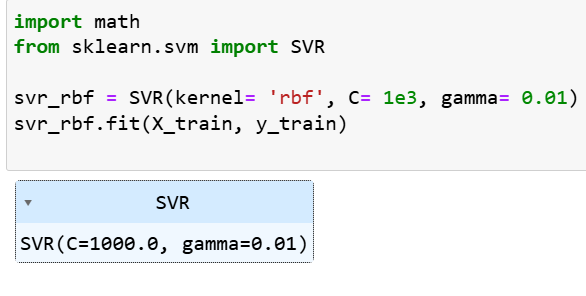 import math
from sklearn.svm import SVR
svr_rbf = SVR(kernel= 'rbf', C= 1e3, gamma= 0.01)
svr_rbf.fit(X_train, y_train)
SVR
SVR(C=1000.0, gamma=0.01)